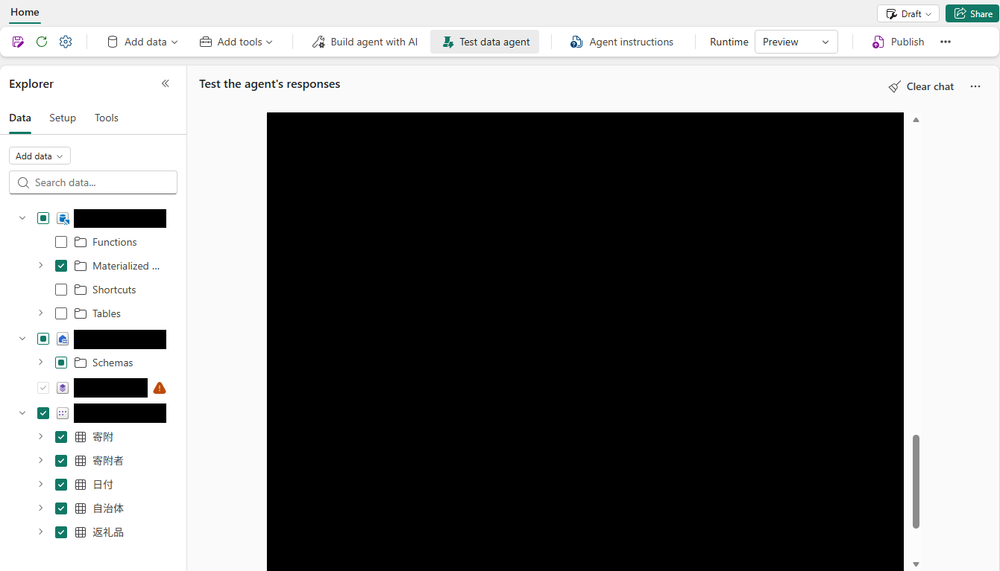 Home
Draft
Share
Add data
Add tools
Build agent with AI
Test data agent
Agent instructions
Runtime
Preview
Publish
Explorer
Test the agent's responses
Clear chat
Data
Setup
Tools
Add data
Search data...
Functions
Materialized ...
Shortcuts
Tables
Schemas
寄附
寄附者
日付
自治体
返礼品